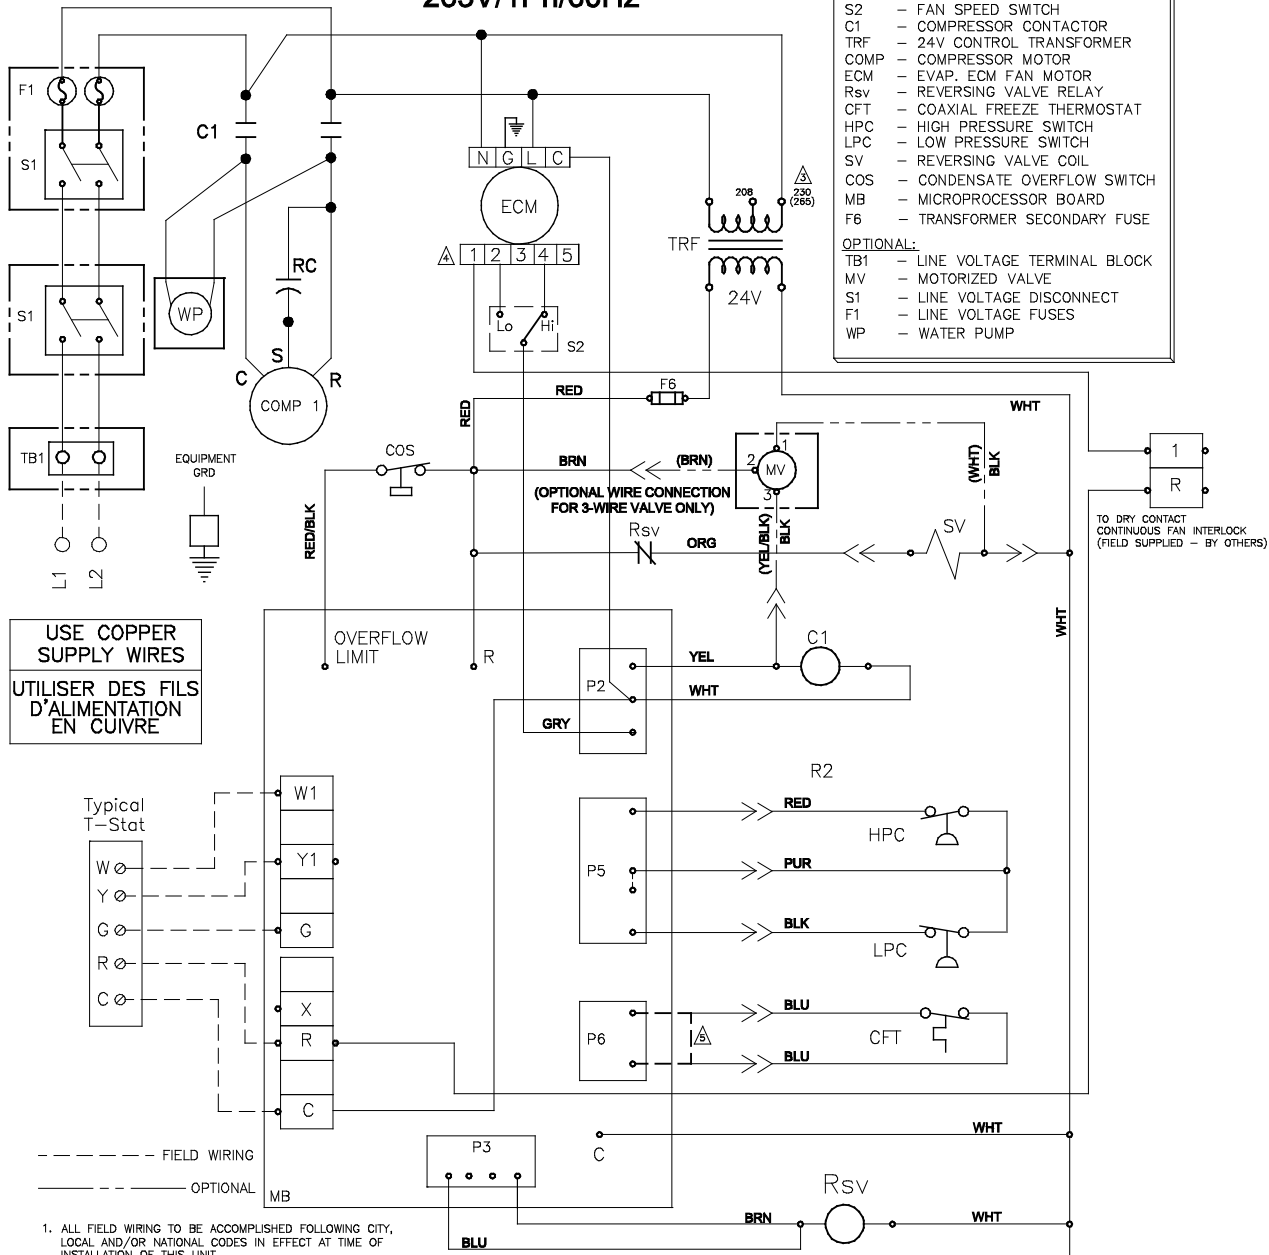 265V/1Ph/60Hz
S2 – FAN SPEED SWITCH
C1 – COMPRESSOR CONTACTOR
TRF – 24V CONTROL TRANSFORMER
COMP – COMPRESSOR MOTOR
ECM – EVAP. ECM FAN MOTOR
Rsv – REVERSING VALVE RELAY
CFT – COAXIAL FREEZE THERMOSTAT
HPC – HIGH PRESSURE SWITCH
LPC – LOW PRESSURE SWITCH
SV – REVERSING VALVE COIL
COS – CONDENSATE OVERFLOW SWITCH
MB – MICROPROCESSOR BOARD
F6 – TRANSFORMER SECONDARY FUSE
OPTIONAL:
TB1 – LINE VOLTAGE TERMINAL BLOCK
MV – MOTORIZED VALVE
S1 – LINE VOLTAGE DISCONNECT
F1 – LINE VOLTAGE FUSES
WP – WATER PUMP
F1
S1
C1
N G L C
ECM
4
1 2 3 4 5
TRF
208
3
230
(265)
24V
S1
WP
RC
S
C
R
COMP 1
Lo
Hi
S2
RED
RED
F6
WHT
TB1
EQUIPMENT
GRD
L1
L2
COS
RED/BLK
BRN
(BRN)
(OPTIONAL WIRE CONNECTION
FOR 3-WIRE VALVE ONLY)
1
2
MV
3
(WHT)
BLK
1
R
TO DRY CONTACT
CONTINUOUS FAN INTERLOCK
(FIELD SUPPLIED – BY OTHERS)
Rsv
ORG
(YEL/BLK)
BLK
SV
WHT
USE COPPER
SUPPLY WIRES
UTILISER DES FILS
D'ALIMENTATION
EN CUIVRE
OVERFLOW
LIMIT
R
P2
YEL
C1
WHT
GRY
Typical
T-Stat
W
Y
G
R
C
W1
Y1
G
X
R
C
R2
P5
RED
HPC
PUR
BLK
LPC
P6
5
BLU
CFT
BLU
P3
C
WHT
FIELD WIRING
OPTIONAL
MB
Rsv
BRN
WHT
BLU
1. ALL FIELD WIRING TO BE ACCOMPLISHED FOLLOWING CITY,
LOCAL AND/OR NATIONAL CODES IN EFFECT AT TIME OF
INSTALLATION OF THIS UNIT